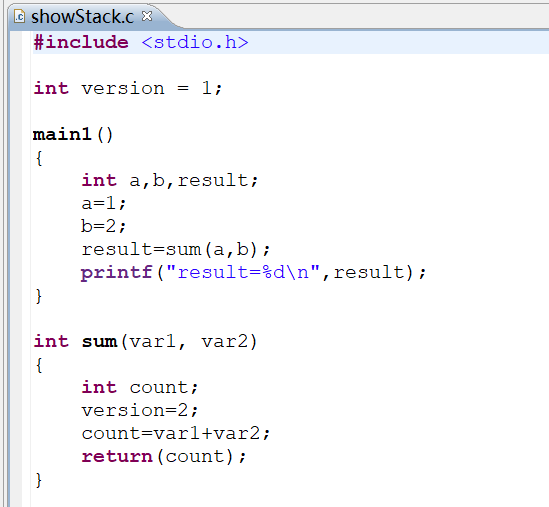 showStack.c
#include <stdio.h>
int version = 1;
main1()
{
int a,b,result;
a=1;
b=2;
result=sum(a,b);
printf("result=%d\n",result);
}
int sum(var1, var2)
{
int count;
version=2;
count=var1+var2;
return(count);
}